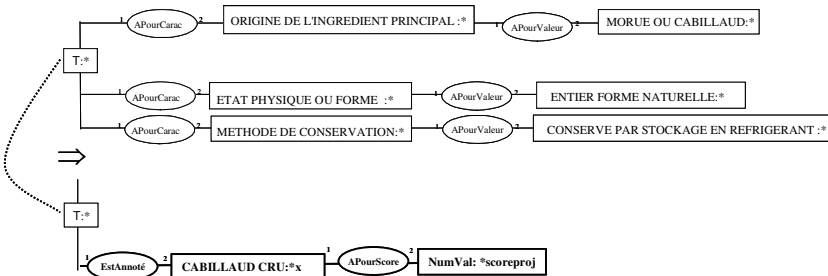 1 APourCarac 2 ORIGINE DE L'INGREDIENT PRINCIPAL :* 1 APourValeur 2 MORUE OU CABILLAUD:*
T:*
1 APourCarac 2 ETAT PHYSIQUE OU FORME :* 1 APourValeur 2 ENTIER FORME NATURELLE:*
1 APourCarac 2 METHODE DE CONSERVATION:* 1 APourValeur 2 CONSERVE PAR STOCKAGE EN REFRIGERANT :*
⇒
T:*
1 EstAnnoté 2 CABILLAUD CRU:*x 1 APourScore 2 NumVal: *scoreproj